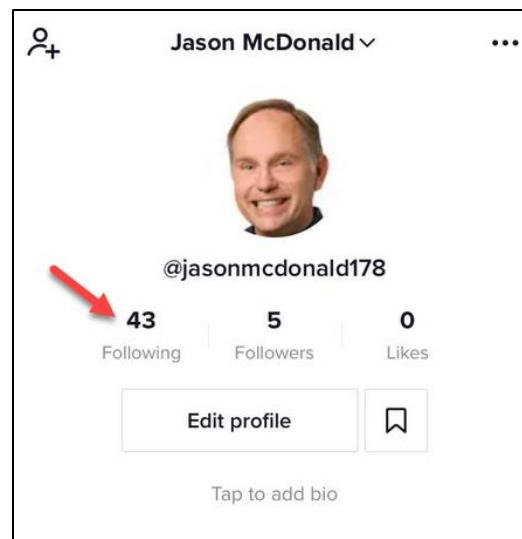 Jason McDonald
@jasonmcdonald178
43 5 0
Following Followers Likes
Edit profile
Tap to add bio